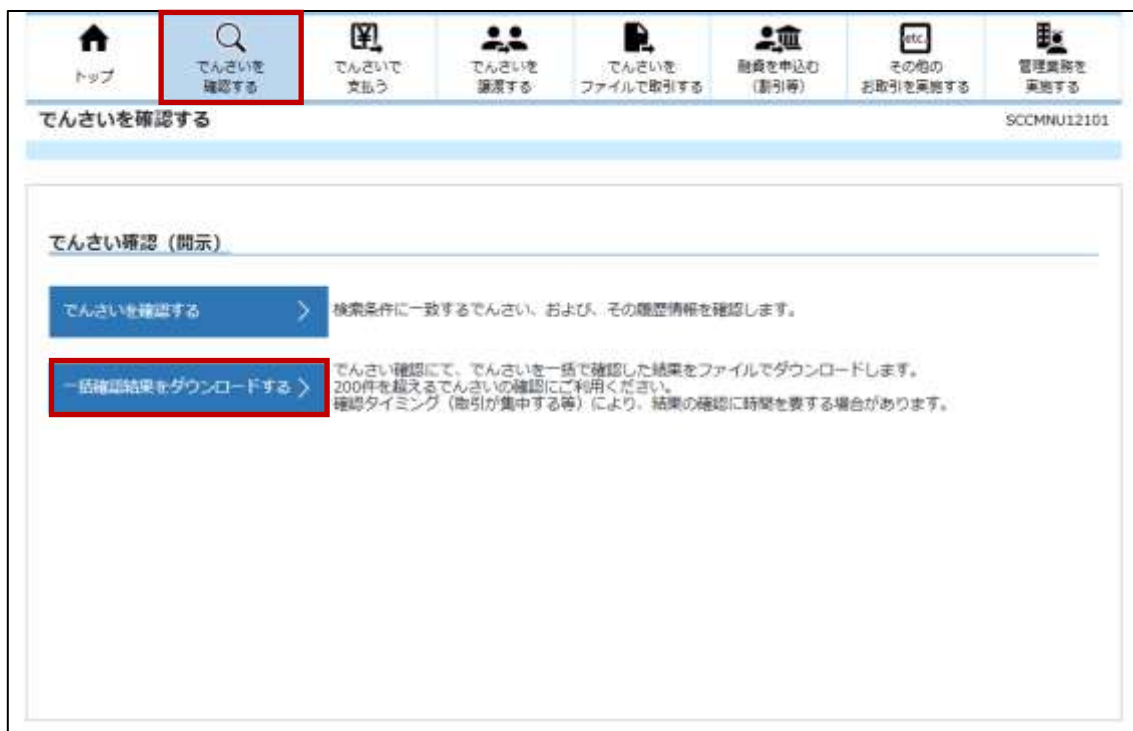 トップ
でんさいを
確認する
でんさいで
支払う
でんさいを
譲渡する
でんさいを
ファイルで取引する
融資を申込む
(割引等)
etc.
その他の
お取引を実施する
管理業務を
実施する
でんさいを確認する
SCCMNU12101
でんさい確認（開示）
でんさいを確認する
検索条件に一致するでんさい、および、その履歴情報を確認します。
一括確認結果をダウンロードする
でんさい確認にて、でんさいを一括で確認した結果をファイルでダウンロードします。
200件を超えるでんさいの確認にご利用ください。
確認タイミング（取引が集中する等）により、結果の確認に時間を要する場合があります。